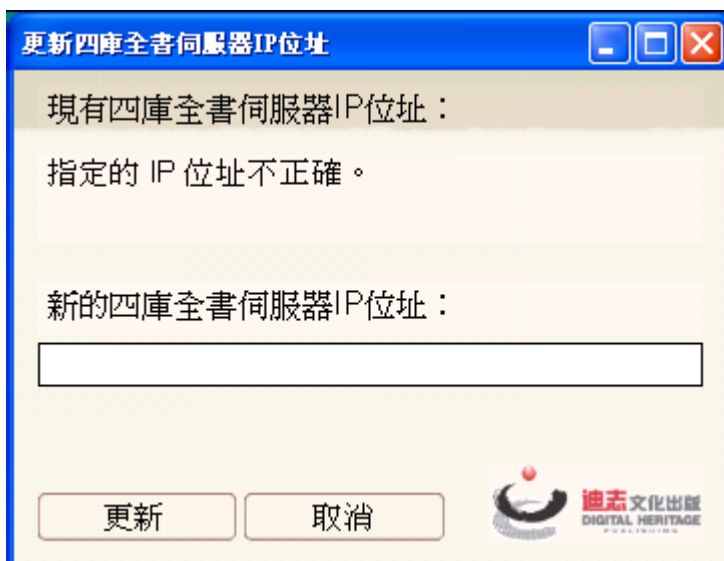 更新四庫全書伺服器IP位址
現有四庫全書伺服器IP位址：
指定的 IP 位址不正確。
新的四庫全書伺服器IP位址：
更新
取消
迪志文化出版
DIGITAL HERITAGE
PUBLISHING